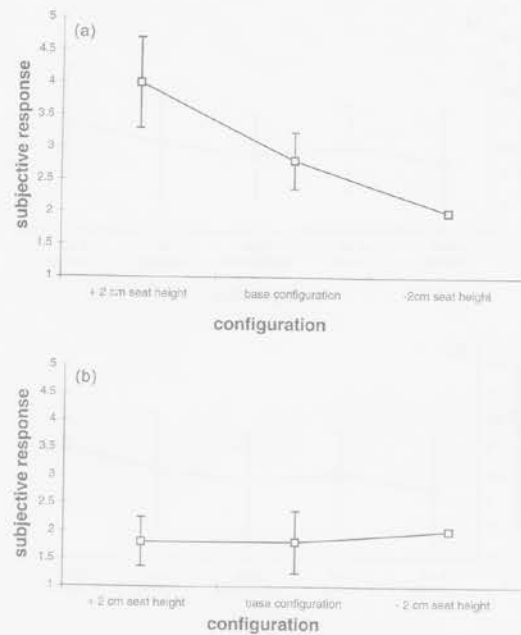 (a)
subjective response
5
4.5
4
3.5
3
2.5
2
1.5
1
+ 2 cm seat height
base configuration
-2cm seat height
configuration
(b)
subjective response
5
4.5
4
3.5
3
2.5
2
1.5
1
+ 2 cm seat height
base configuration
- 2 cm seat height
configuration